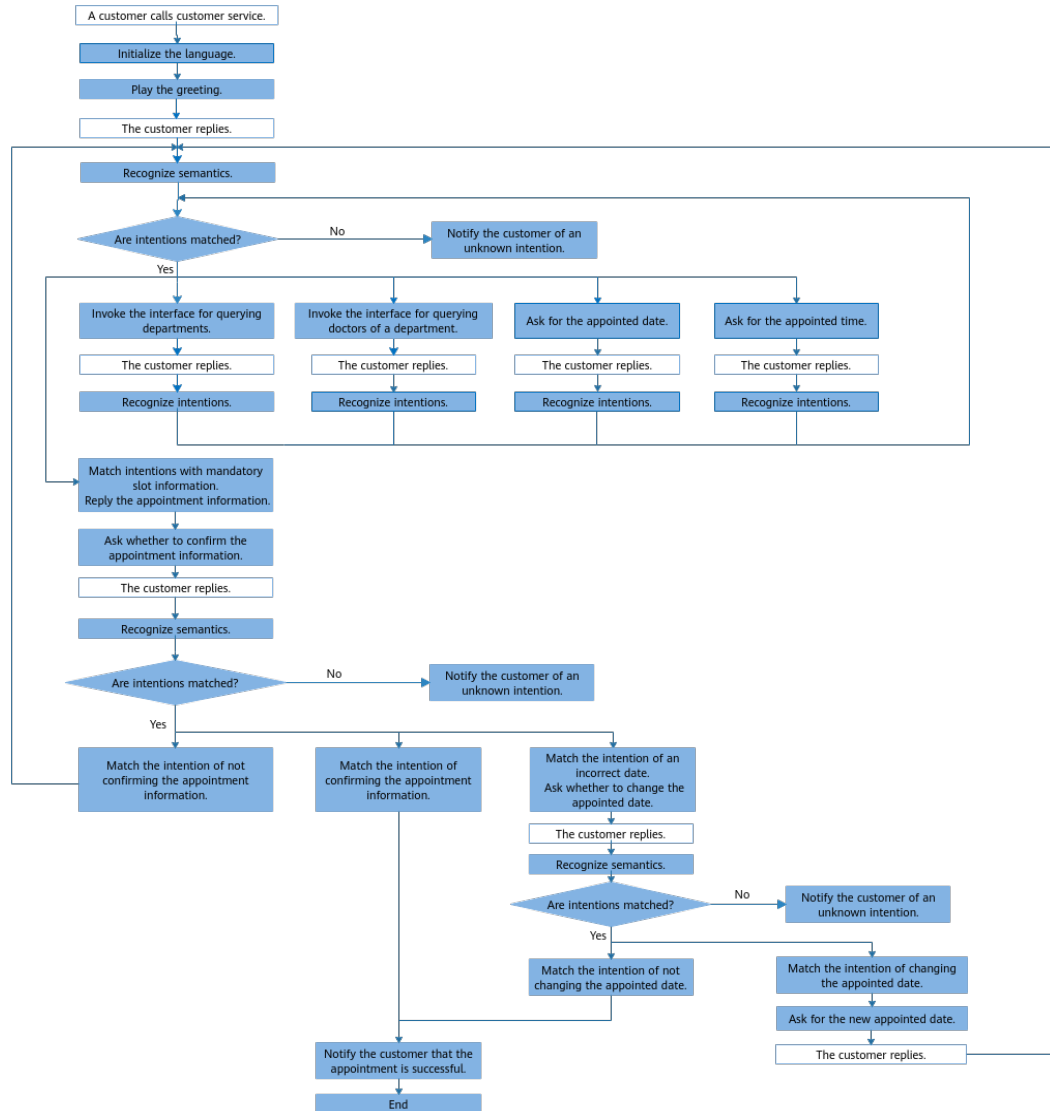 A customer calls customer service.
Initialize the language.
Play the greeting.
The customer replies.
Recognize semantics.
Are intentions matched?
No
Notify the customer of an
unknown intention.
Yes
Invoke the interface for querying
departments.
Invoke the interface for querying
doctors of a department.
Ask for the appointed date.
Ask for the appointed time.
The customer replies.
The customer replies.
The customer replies.
The customer replies.
Recognize intentions.
Recognize intentions.
Recognize intentions.
Recognize intentions.
Match intentions with mandatory
slot information.
Reply the appointment information.
Ask whether to confirm the
appointment information.
The customer replies.
Recognize semantics.
Are intentions matched?
No
Notify the customer of an
unknown intention.
Yes
Match the intention of not
confirming the appointment
information.
Match the intention of
confirming the appointment
information.
Match the intention of an
incorrect date.
Ask whether to change the
appointed date.
The customer replies.
Recognize semantics.
Are intentions matched?
No
Notify the customer of an
unknown intention.
Yes
Match the intention of not
changing the appointed date.
Match the intention of changing
the appointed date.
Ask for the new appointed date.
The customer replies.
Notify the customer that the
appointment is successful.
End